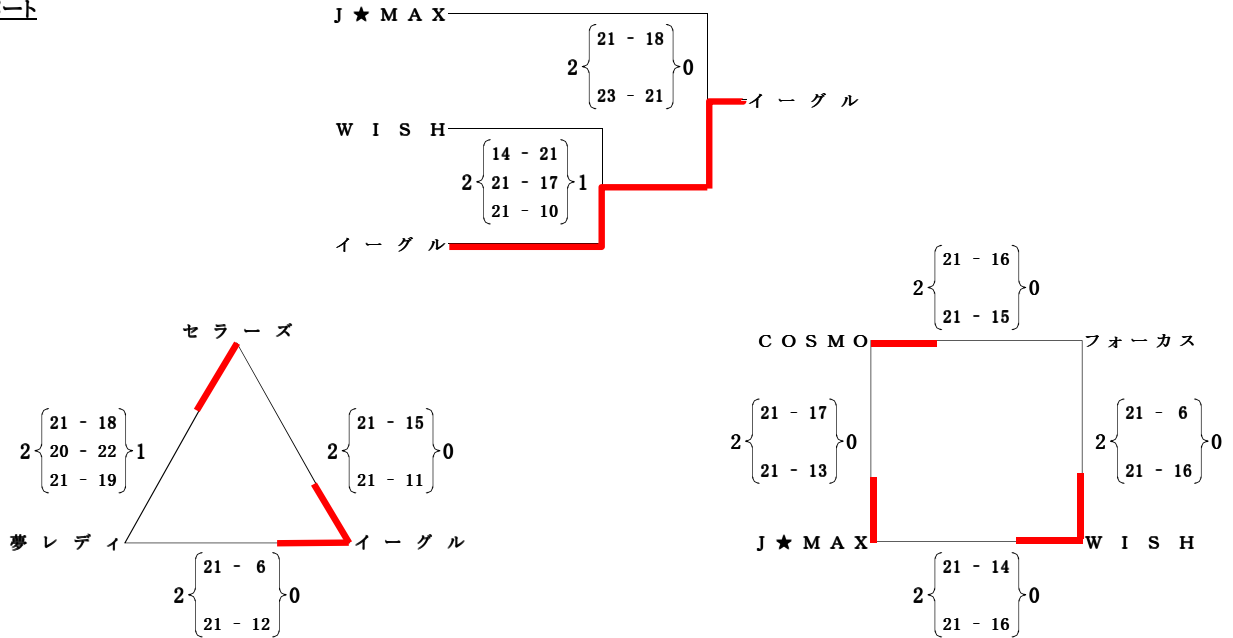 ート
J★MAX
21 - 18
2 0
23 - 21
イーグル
WISH
14 - 21
2 21 - 17 1
21 - 10
イーグル
21 - 16
2 0
21 - 15
セラーズ
COSMO フォーカス
21 - 18
2 20 - 22 1
21 - 19
21 - 15
2 0
21 - 11
21 - 17
2 0
21 - 13
21 - 6
2 0
21 - 16
夢レディ イーグル
J★MAX WISH
21 - 6
2 0
21 - 12
21 - 14
2 0
21 - 16